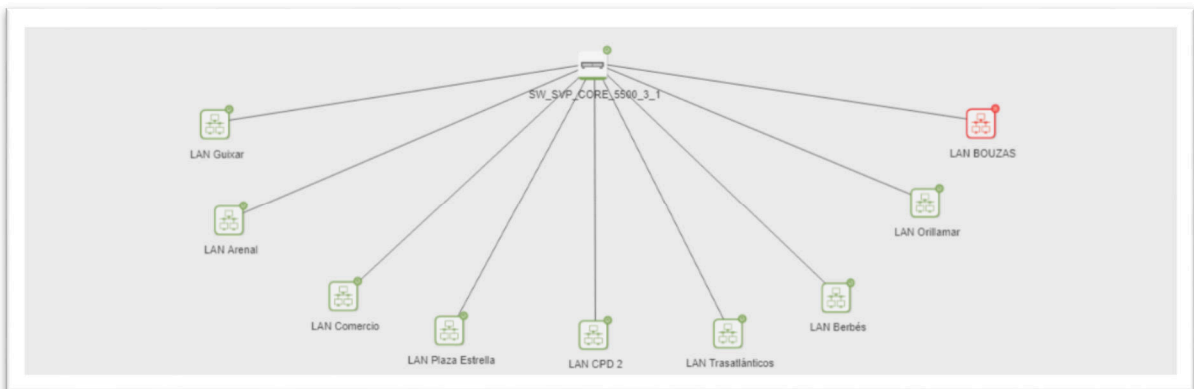 SW_SVP_CORE_5500_3_1
LAN Guixar
LAN BOUZAS
LAN Arenal
LAN Orillamar
LAN Comercio
LAN Berbés
LAN Plaza Estrella
LAN CPD 2
LAN Trasatlánticos